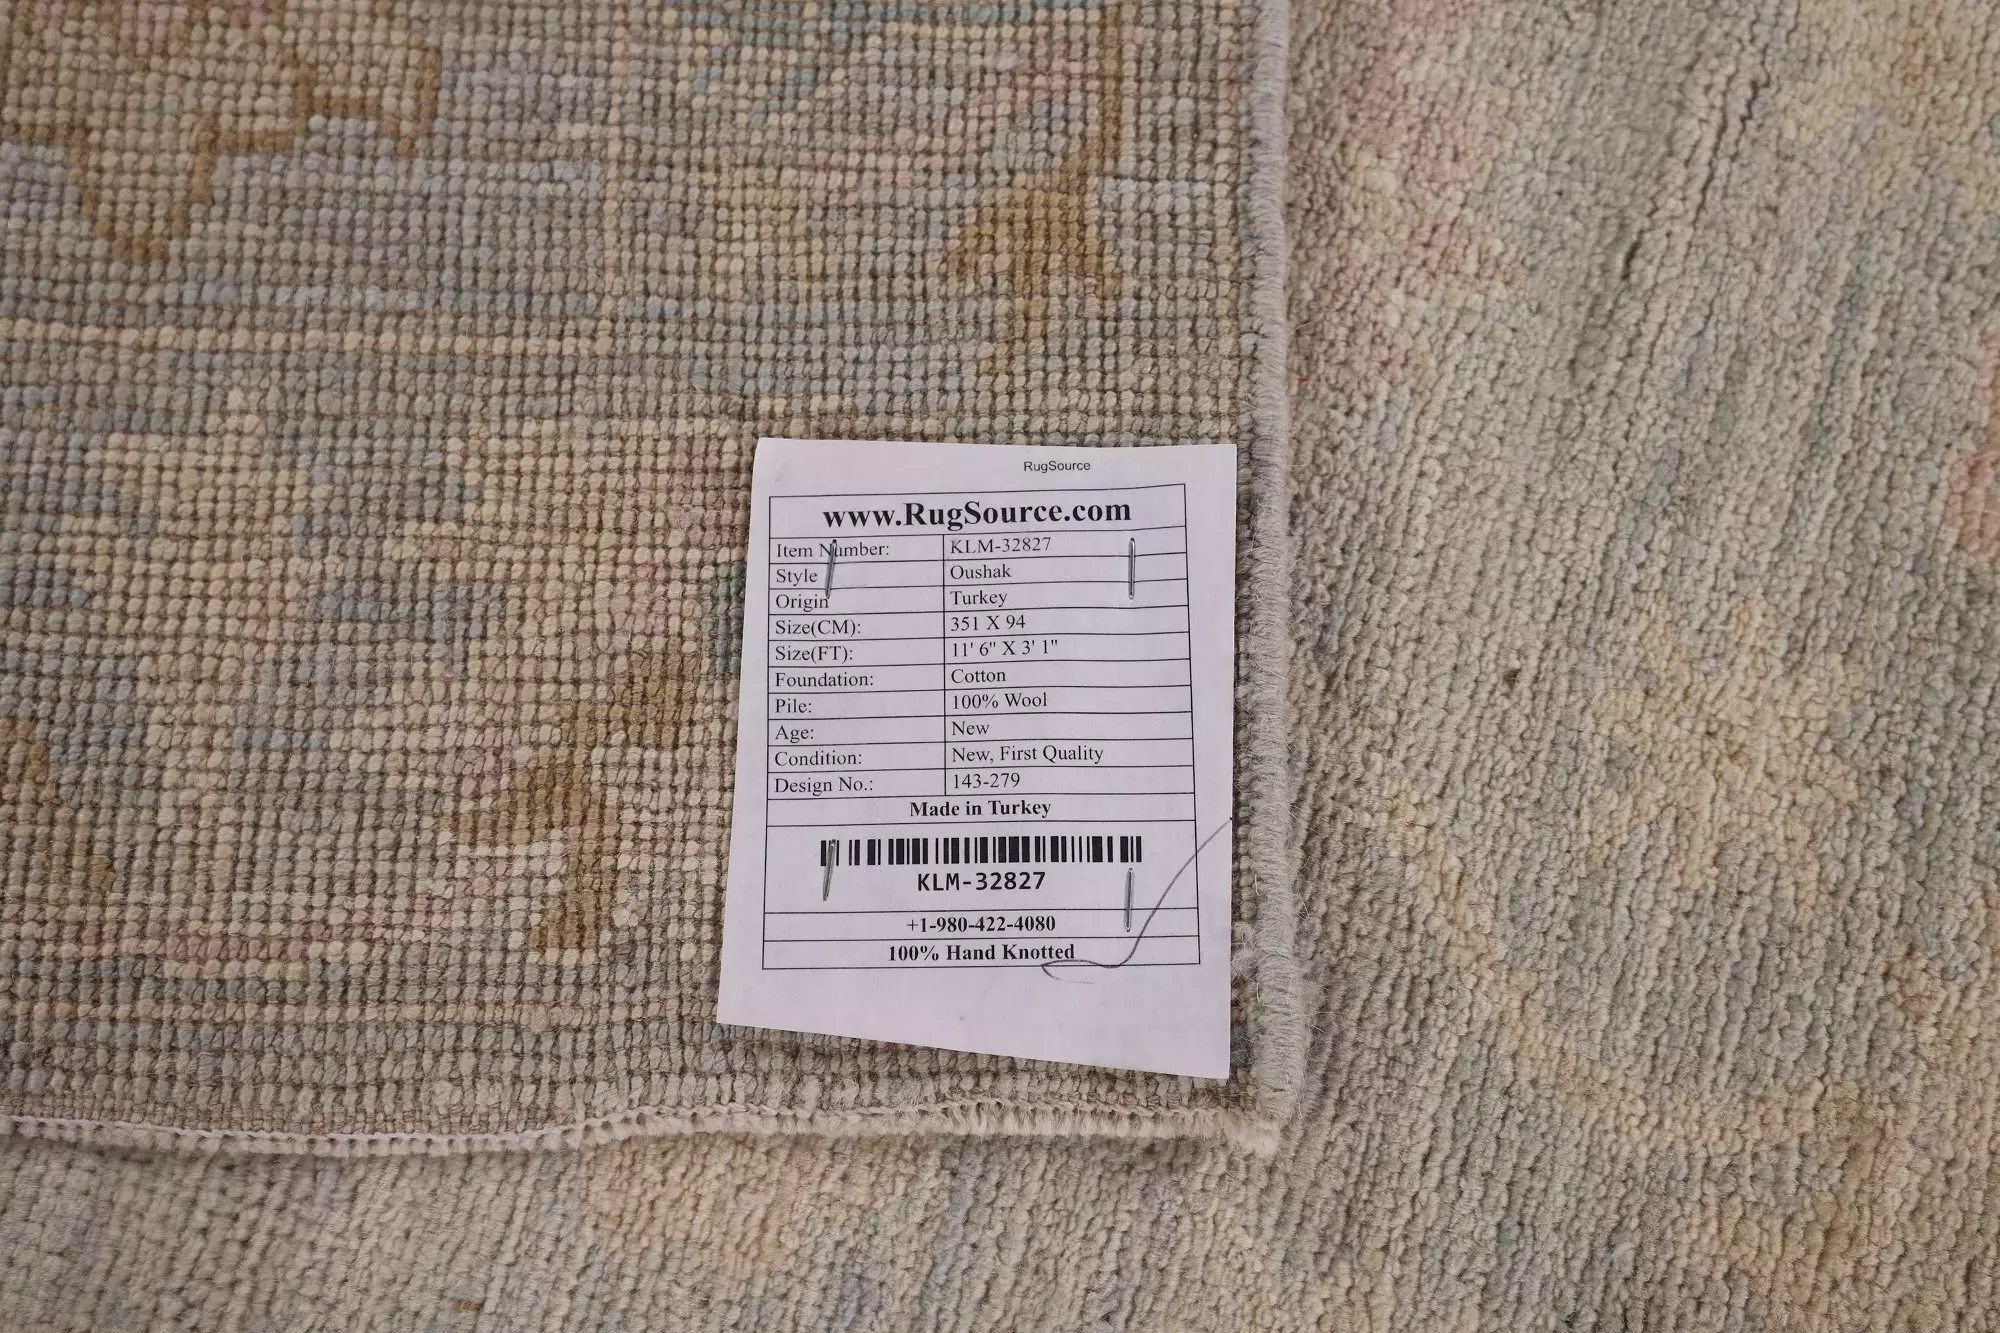 RugSource
www.RugSource.com
Item Number: KLM-32827
Style Oushak
Origin Turkey
Size(CM): 351 X 94
Size(FT): 11' 6" X 3' 1"
Foundation: Cotton
Pile: 100% Wool
Age: New
Condition: New, First Quality
Design No.: 143-279
Made in Turkey
KLM-32827
+1-980-422-4080
100% Hand Knotted